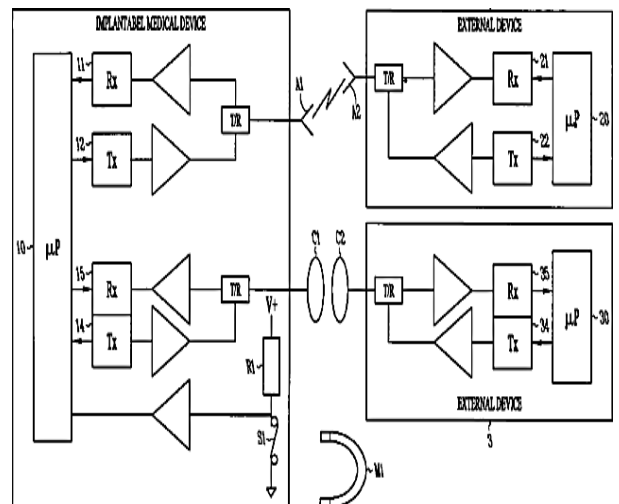 IMPLANTABEL MEDICAL DEVICE
EXTERNAL DEVICE
11
Rx
A1
T/R
A2
T/R
21
Rx
12
Tx
22
Tx
μP
20
10
μP
15
Rx
T/R
C1
C2
T/R
35
Rx
14
Tx
V+
34
Tx
μP
30
R1
S1
EXTERNAL DEVICE
3
M1